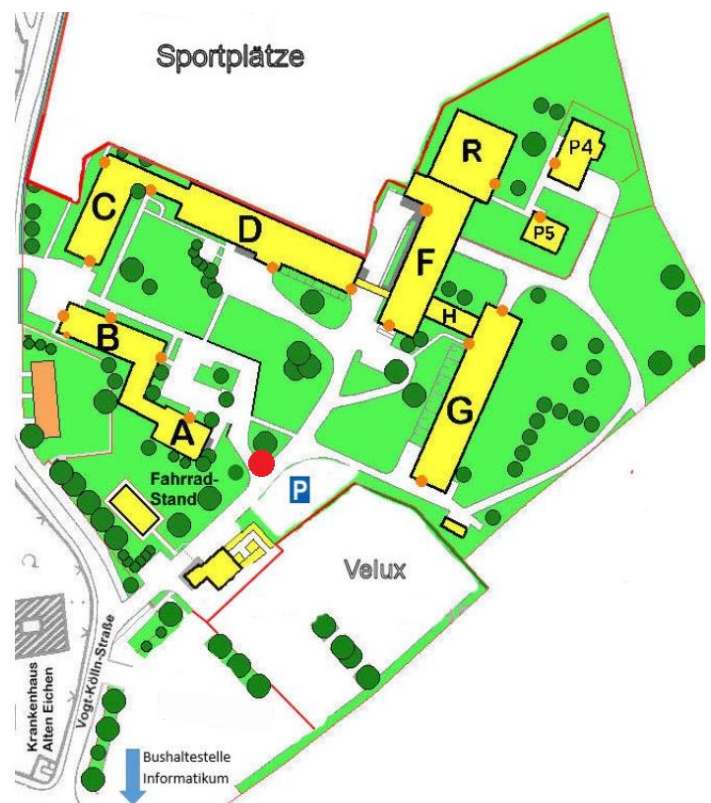 Sportplätze
R
P4
C
D
P5
F
H
B
G
A
Fahrrad-
Stand
P
Velux
Vogt-Kölln-Straße
Krankenhaus
Alten Eichen
Bushaltestelle
Informatikum